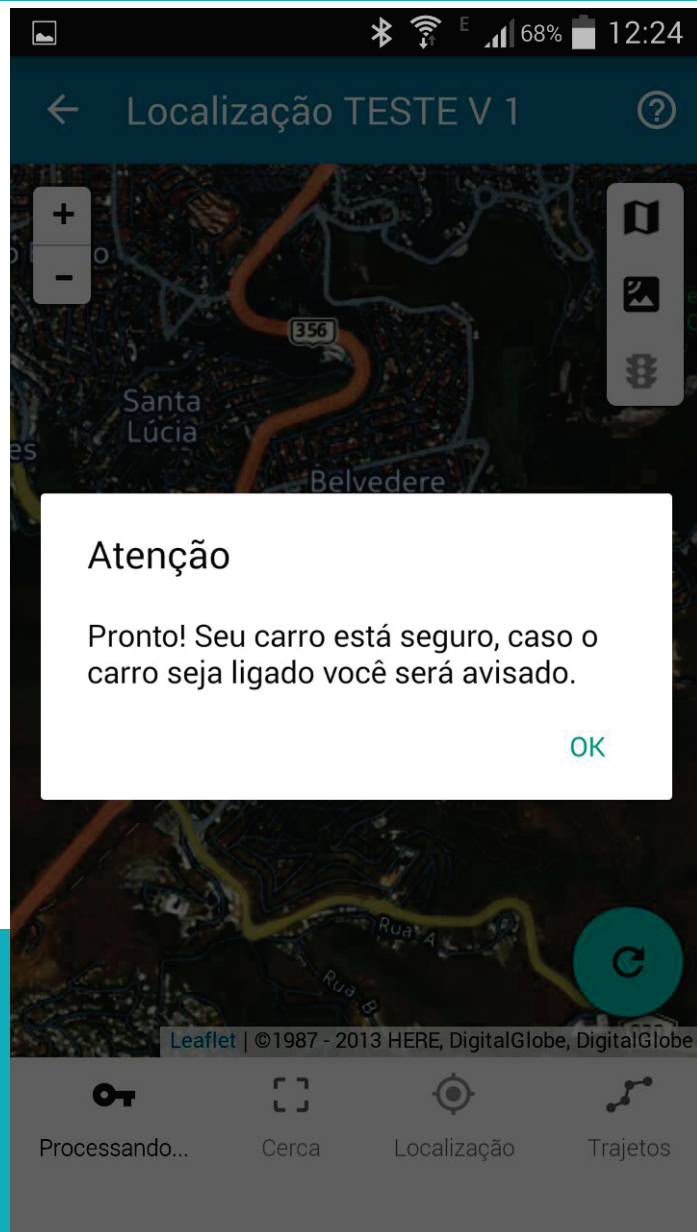 E 68% 12:24
Localização TESTE V 1
+
-
356
Santa
Lúcia
es
Belvedere
Atenção
Pronto! Seu carro está seguro, caso o
carro seja ligado você será avisado.
OK
Rua A
Rua B
Leaflet | ©1987 - 2013 HERE, DigitalGlobe, DigitalGlobe
Processando... Cerca Localização Trajetos